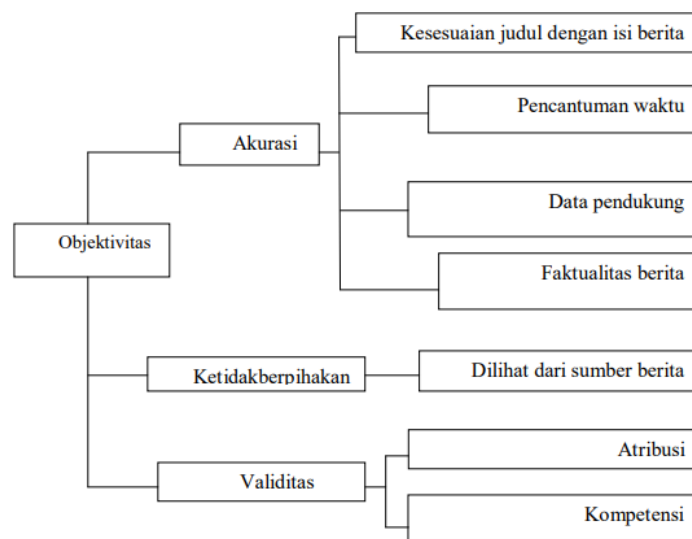 Kesesuaian judul dengan isi berita
Pencantuman waktu
Akurasi
Data pendukung
Objektivitas
Faktualitas berita
Ketidakberpihakan
Dilihat dari sumber berita
Atribusi
Validitas
Kompetensi